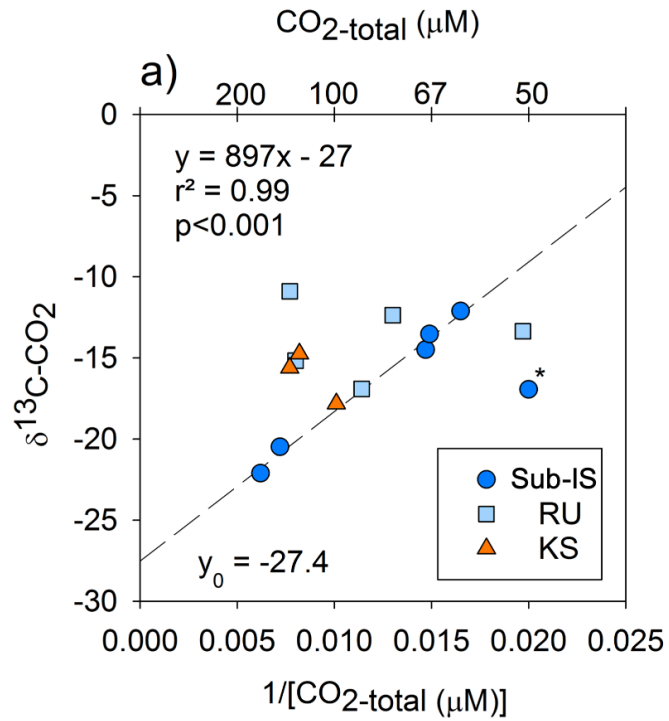 CO2-total (μM)
a)
200 100 67 50
0
-5
-10
-15
-20
-25
-30
y = 897x - 27
r² = 0.99
p<0.001
*
Sub-IS
RU
KS
y0 = -27.4
δ13C-CO2
0.000 0.005 0.010 0.015 0.020 0.025
1/[CO2-total (μM)]